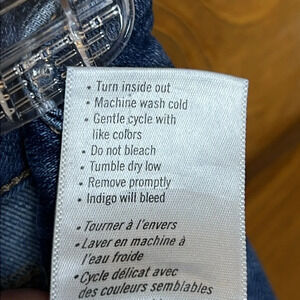 • Turn inside out
• Machine wash cold
• Gentle cycle with
like colors
• Do not bleach
• Tumble dry low
• Remove promptly
• Indigo will bleed
• Tourner à l'envers
• Laver en machine à
l'eau froide
• Cycle délicat avec
des couleurs semblables